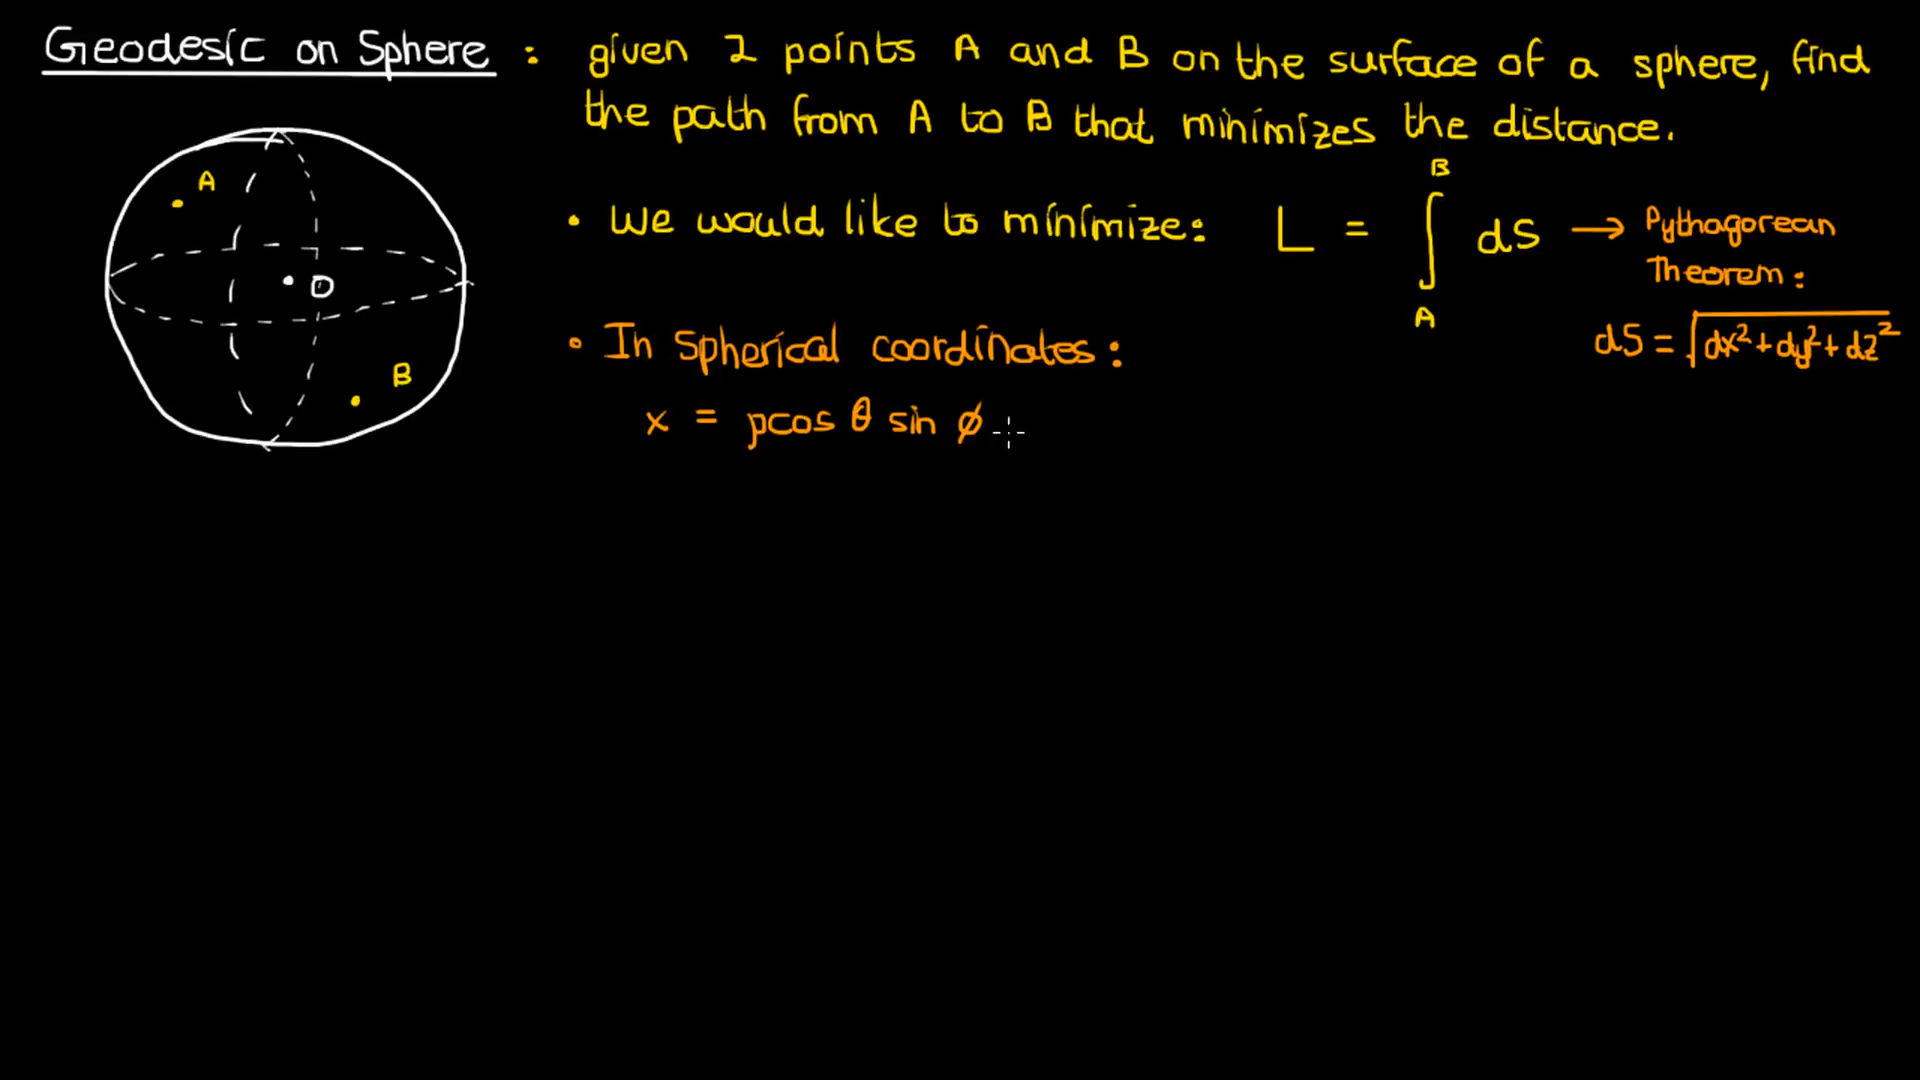 Geodesic on Sphere : given 2 points A and B on the surface of a sphere, find
the path from A to B that minimizes the distance.
A
O
B
• We would like to minimize: L = ∫_A^B dS → Pythagorean
Theorem:
dS = √(dx² + dy² + dz²)
• In spherical coordinates:
x = ρcos θ sin ϕ